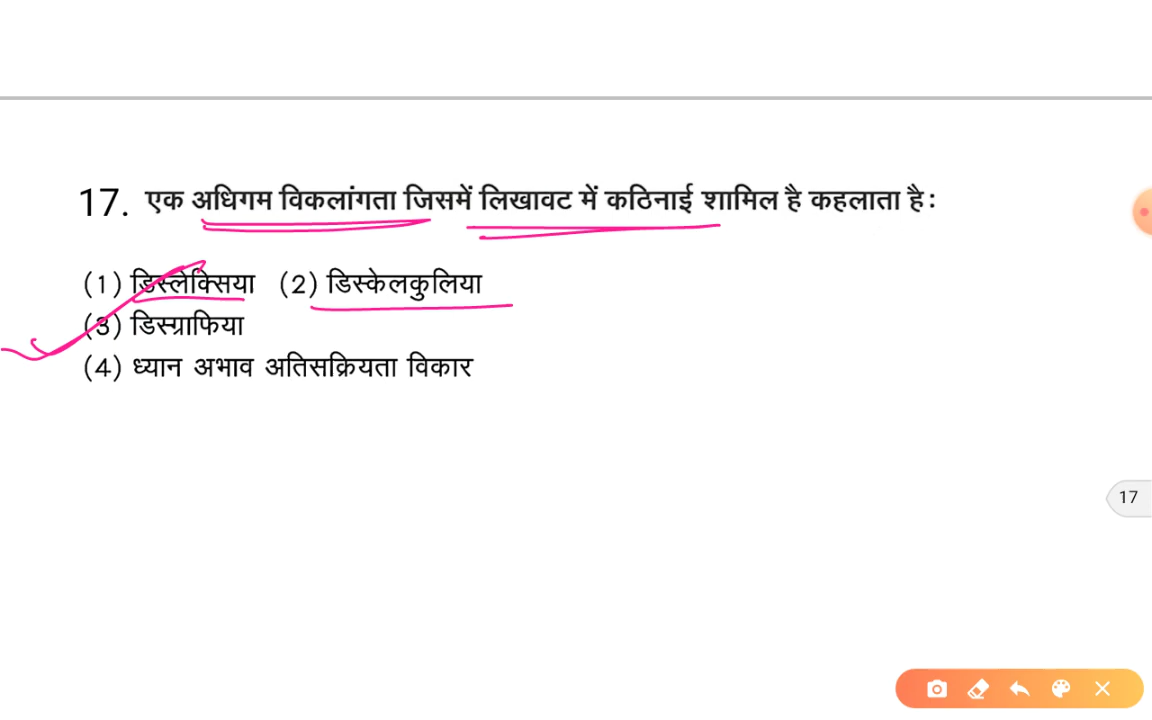 17. एक अधिगम विकलांगता जिसमें लिखावट में कठिनाई शामिल है कहलाता है:
(1) डिस्लेक्सिया (2) डिस्केलकुलिया
(3) डिस्ग्राफिया
(4) ध्यान अभाव अतिसक्रियता विकार
17